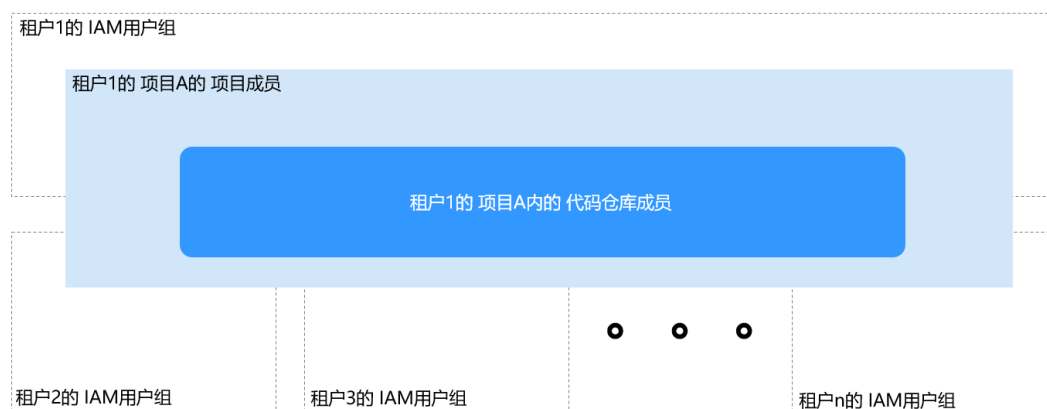 租户1的 IAM用户组
租户1的 项目A的 项目成员
租户1的 项目A内的 代码仓库成员
租户2的 IAM用户组
租户3的 IAM用户组
租户n的 IAM用户组